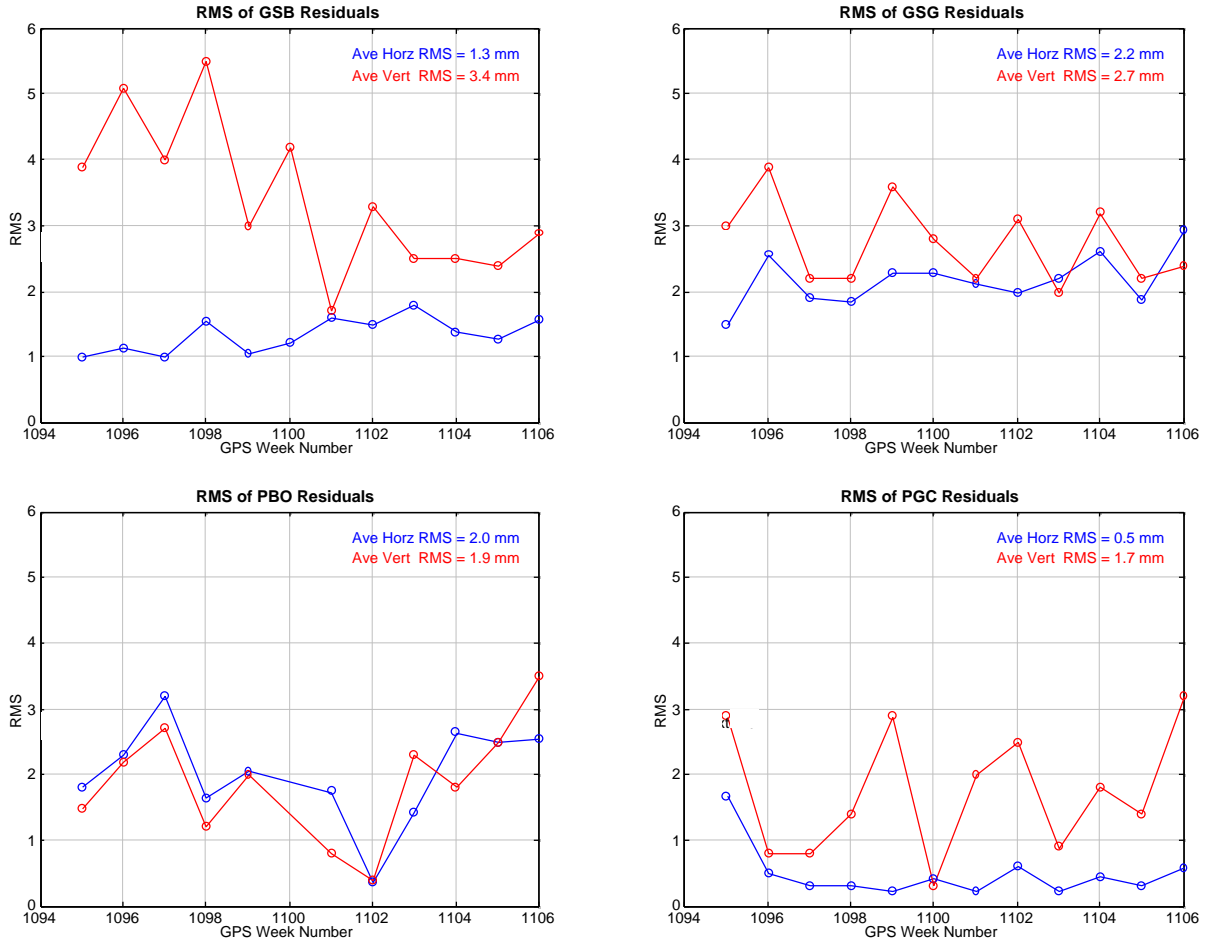 RMS of GSB Residuals
Ave Horz RMS = 1.3 mm
Ave Vert RMS = 3.4 mm
RMS
6
5
4
3
2
1
0
1094 1096 1098 1100 1102 1104 1106
GPS Week Number
RMS of GSG Residuals
Ave Horz RMS = 2.2 mm
Ave Vert RMS = 2.7 mm
RMS
6
5
4
3
2
1
0
1094 1096 1098 1100 1102 1104 1106
GPS Week Number
RMS of PBO Residuals
Ave Horz RMS = 2.0 mm
Ave Vert RMS = 1.9 mm
RMS
6
5
4
3
2
1
0
1094 1096 1098 1100 1102 1104 1106
GPS Week Number
RMS of PGC Residuals
Ave Horz RMS = 0.5 mm
Ave Vert RMS = 1.7 mm
RMS
6
5
4
3
2
1
0
1094 1096 1098 1100 1102 1104 1106
GPS Week Number